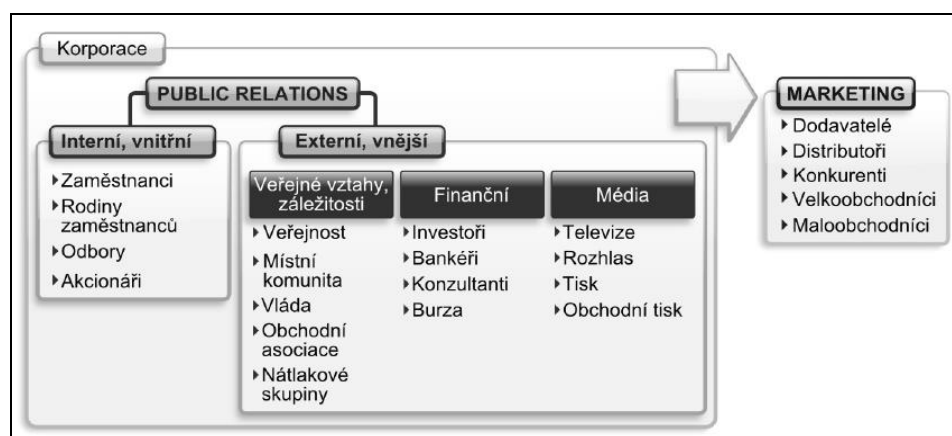 Korporace
PUBLIC RELATIONS
Interní, vnitřní
Zaměstnanci
Rodiny
zaměstnanců
Odbory
Akcionáři
Externí, vnější
Veřejné vztahy,
záležitosti
Veřejnost
Místní
komunita
Vláda
Obchodní
asociace
Nátlakové
skupiny
Finanční
Investoři
Bankéři
Konzultanti
Burza
Média
Televize
Rozhlas
Tisk
Obchodní tisk
MARKETING
Dodavatelé
Distributoři
Konkurenti
Velkoobchodníci
Maloobchodníci